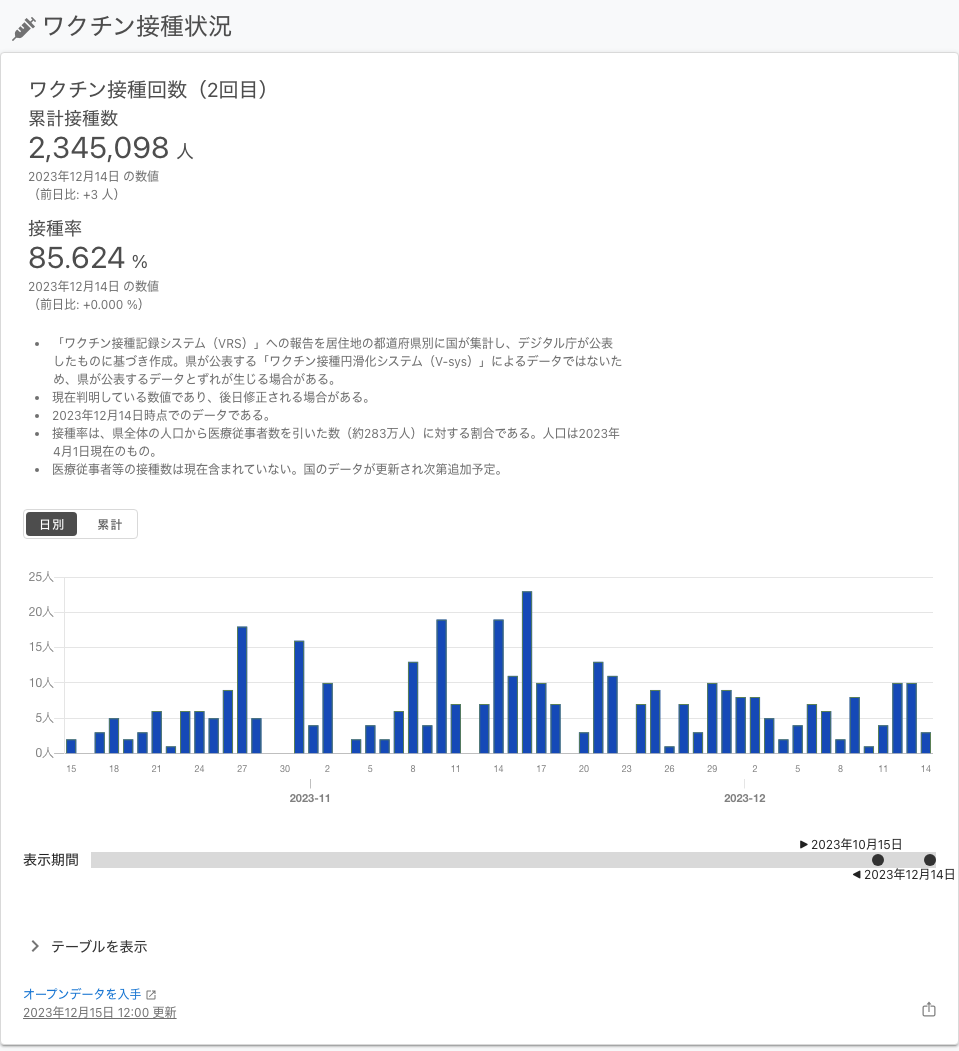 ワクチン接種状況
ワクチン接種回数（2回目）
累計接種数
2,345,098 人
2023年12月14日 の数値
（前日比: +3 人）
接種率
85.624 %
2023年12月14日 の数値
（前日比: +0.000 %）
• 「ワクチン接種記録システム（VRS）」への報告を居住地の都道府県別に国が集計し、デジタル庁が公表
したものに基づき作成。県が公表する「ワクチン接種円滑化システム（V-sys）」によるデータではないた
め、県が公表するデータとずれが生じる場合がある。
• 現在判明している数値であり、後日修正される場合がある。
• 2023年12月14日時点でのデータである。
• 接種率は、県全体の人口から医療従事者数を引いた数（約283万人）に対する割合である。人口は2023年
4月1日現在のもの。
• 医療従事者等の接種数は現在含まれていない。国のデータが更新され次第追加予定。
日別 累計
25人
20人
15人
10人
5人
0人
15 18 21 24 27 30 2 5 8 11 14 17 20 23 26 29 2 5 8 11 14
2023-11 2023-12
▶ 2023年10月15日
表示期間
◀ 2023年12月14日
テーブルを表示
オープンデータを入手
2023年12月15日 12:00 更新